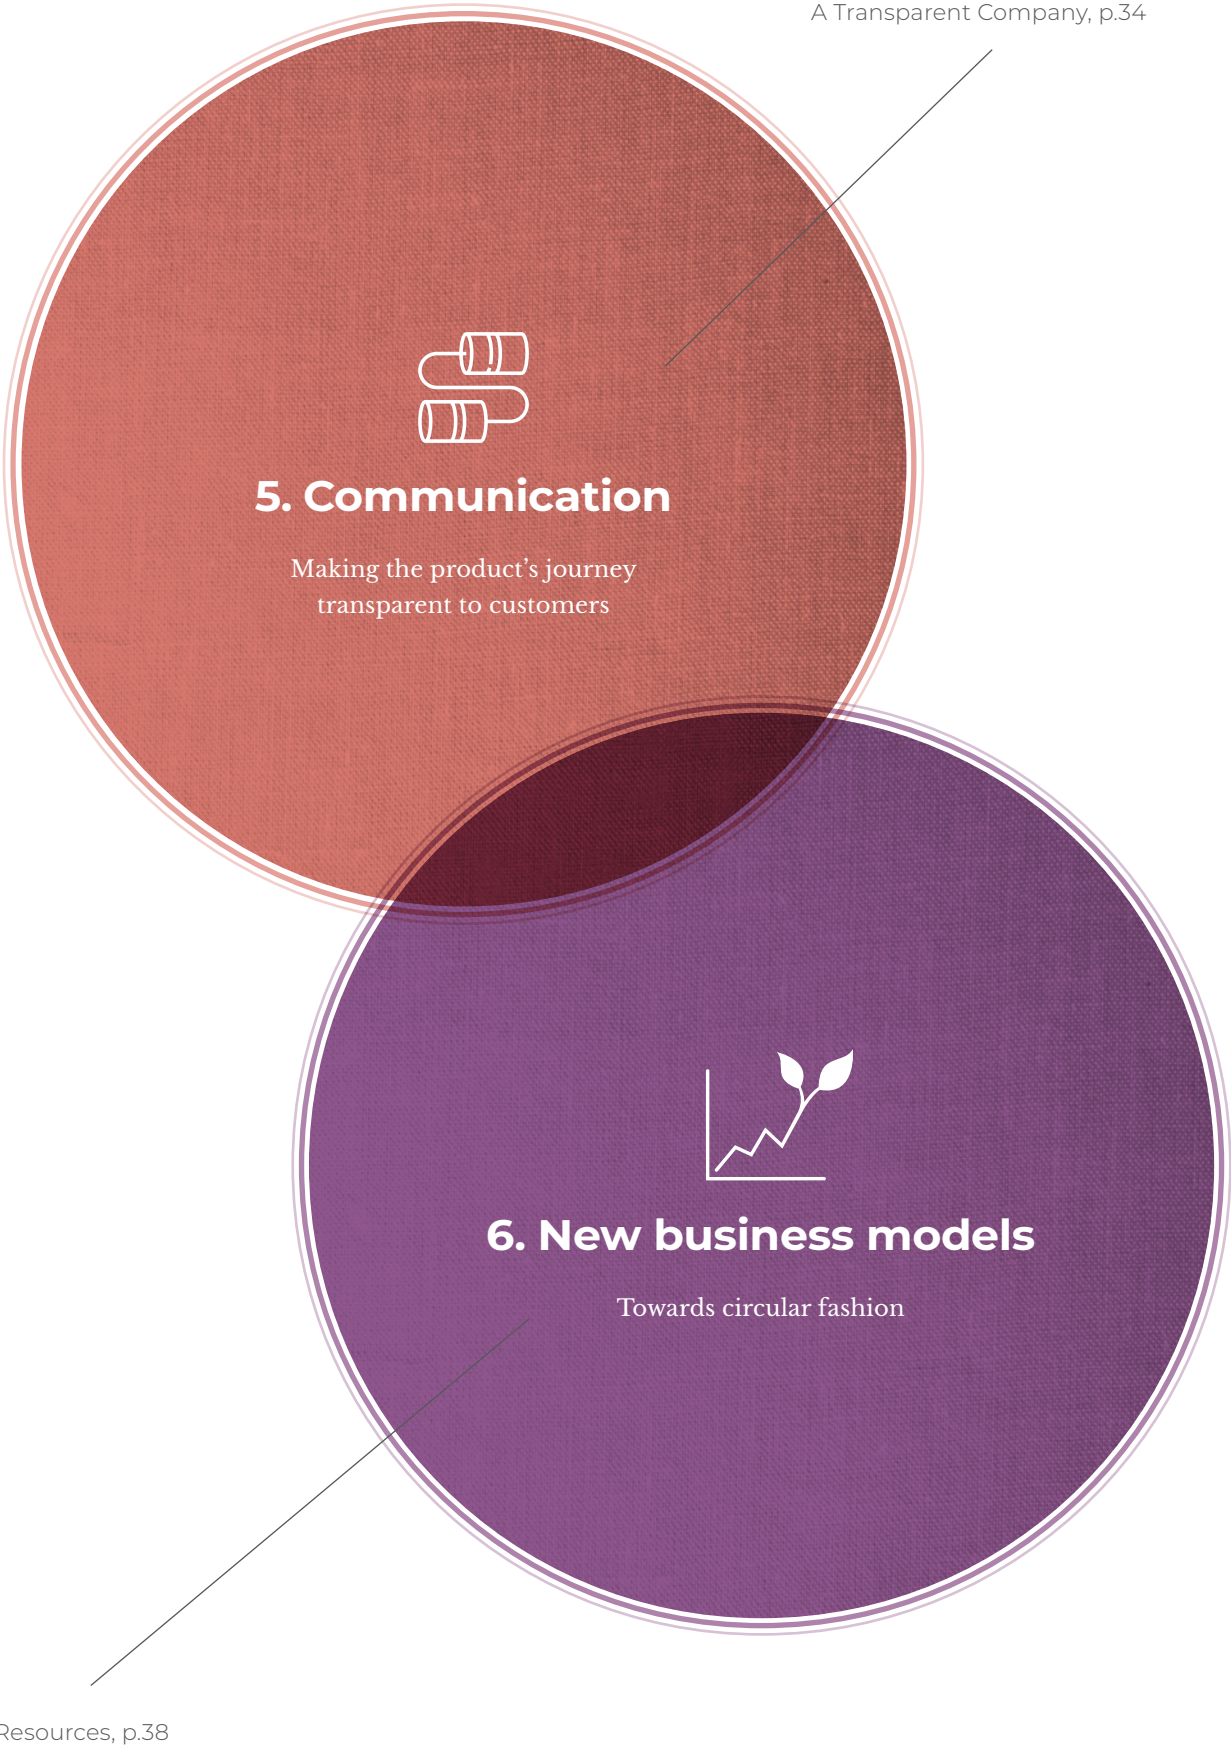 A Transparent Company, p.34
5. Communication
Making the product’s journey
transparent to customers
6. New business models
Towards circular fashion
Resources, p.38